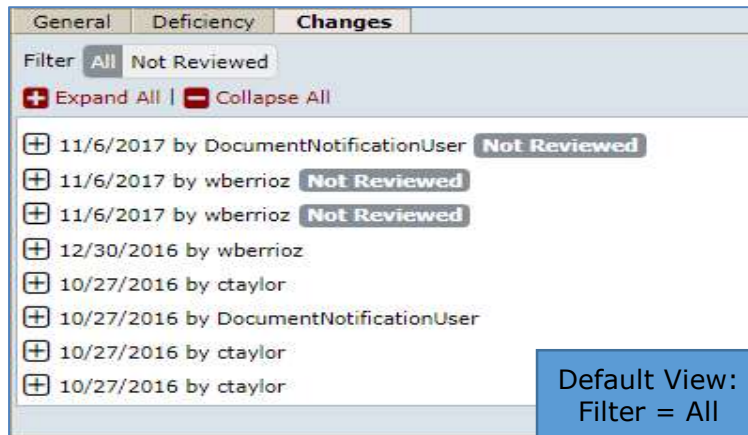 General Deficiency Changes
Filter All Not Reviewed
Expand All | Collapse All
11/6/2017 by DocumentNotificationUser Not Reviewed
11/6/2017 by wberrioz Not Reviewed
11/6/2017 by wberrioz Not Reviewed
12/30/2016 by wberrioz
10/27/2016 by ctaylor
10/27/2016 by DocumentNotificationUser
10/27/2016 by ctaylor
10/27/2016 by ctaylor
Default View:
Filter = All